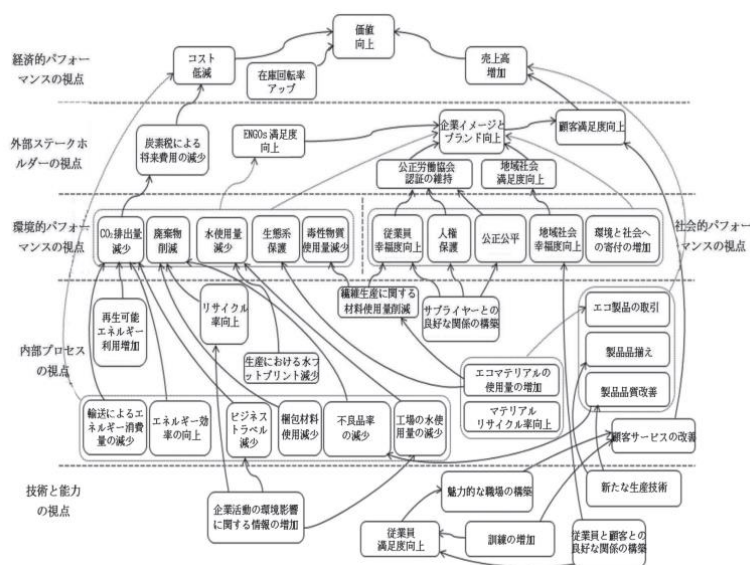 経済的パフォー
マンスの視点
コスト
低減
価値
向上
在庫回転率
アップ
売上高
増加
外部ステークホ
ルダーの視点
炭素税による
将来費用の減少
ENGOs満足度
向上
企業イメージと
ブランド向上
顧客満足度向上
公正労働協会
認証の維持
地域社会
満足度向上
環境的パフォー
マンスの視点
CO₂排出量
減少
廃棄物
削減
水使用量
減少
生態系
保護
毒性物質
使用量減少
従業員
幸福度向上
人権
保護
公正公平
地域社会
幸福度向上
環境と社会への
の寄付の増加
社会的パフォー
マンスの視点
内部プロセス
の視点
再生可能
エネルギー
利用増加
リサイクル
率向上
生産における水フ
ットプリント減少
繊維生産に関する
材料使用量削減
サプライヤーとの
良好な関係の構築
エコマテリアルの
使用量の増加
マテリアル
リサイクル率向上
エコ製品の取引
製品品揃え
製品品質改善
輸送によるエネ
ルギー消費
量の減少
エネルギー効
率の向上
ビジネス
トラベル
減少
梱包材料
使用減少
不良品率
の減少
工場の水使
用量の減少
顧客サービスの改善
技術と能力
の視点
企業活動の環境影響
に関する情報の増加
魅力的な職場の構築
従業員
満足度向上
訓練の増加
新たな生産技術
従業員と顧客との
良好な関係の構築